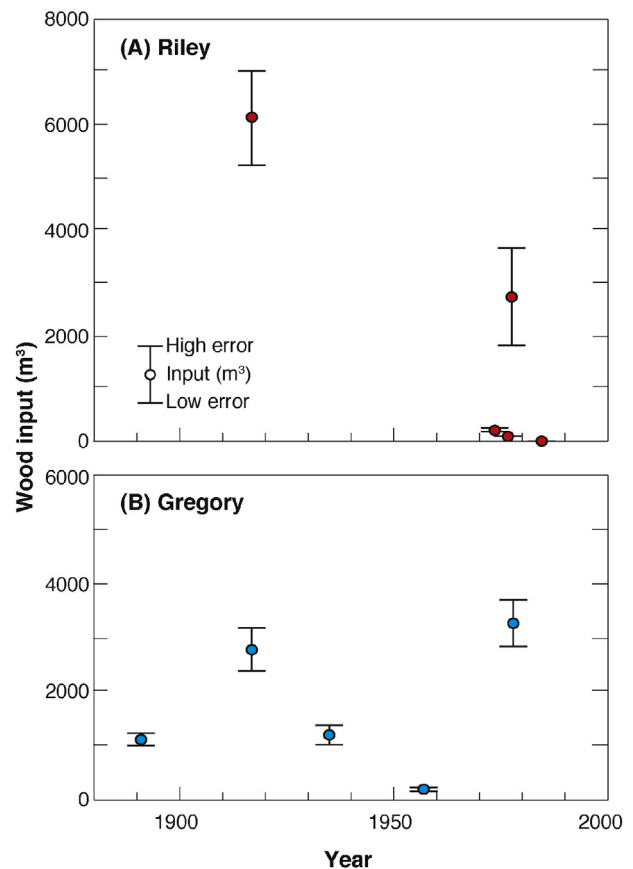 8000
(A) Riley
6000
4000
High error
2000
Input (m³)
Low error
0
Wood input (m³)
6000
(B) Gregory
4000
2000
0
1900
1950
2000
Year